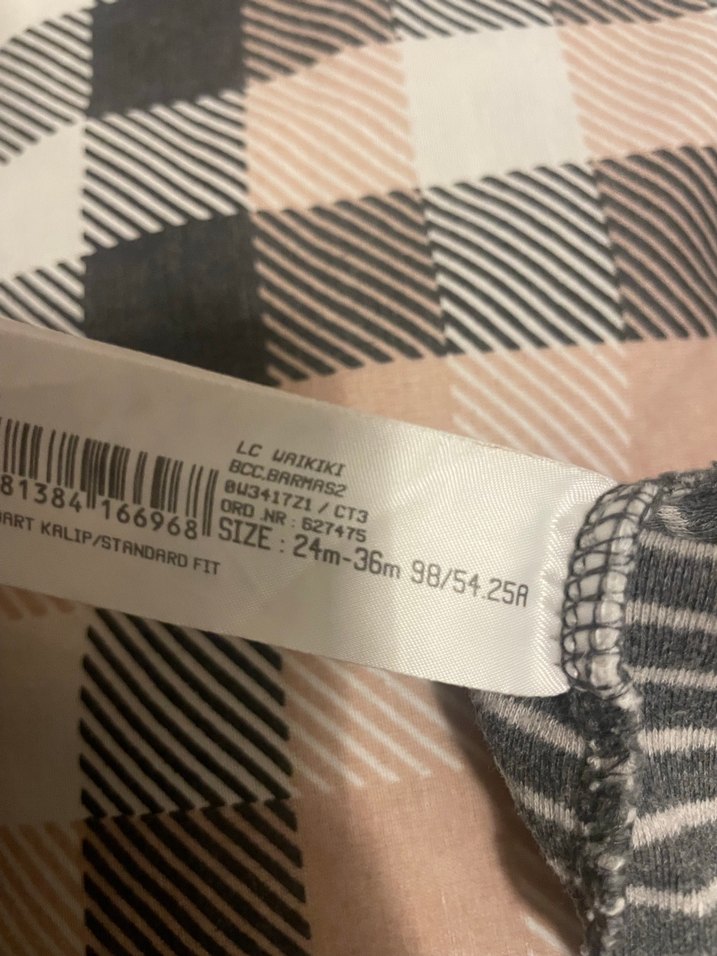 LC WAIKIKI
BCC.BARMAS2
0W3417Z1 / CT3
ORD NR : 627475
SIZE : 24m-36m 98/54.25A
81384 166968
KALIP/STANDARD FIT